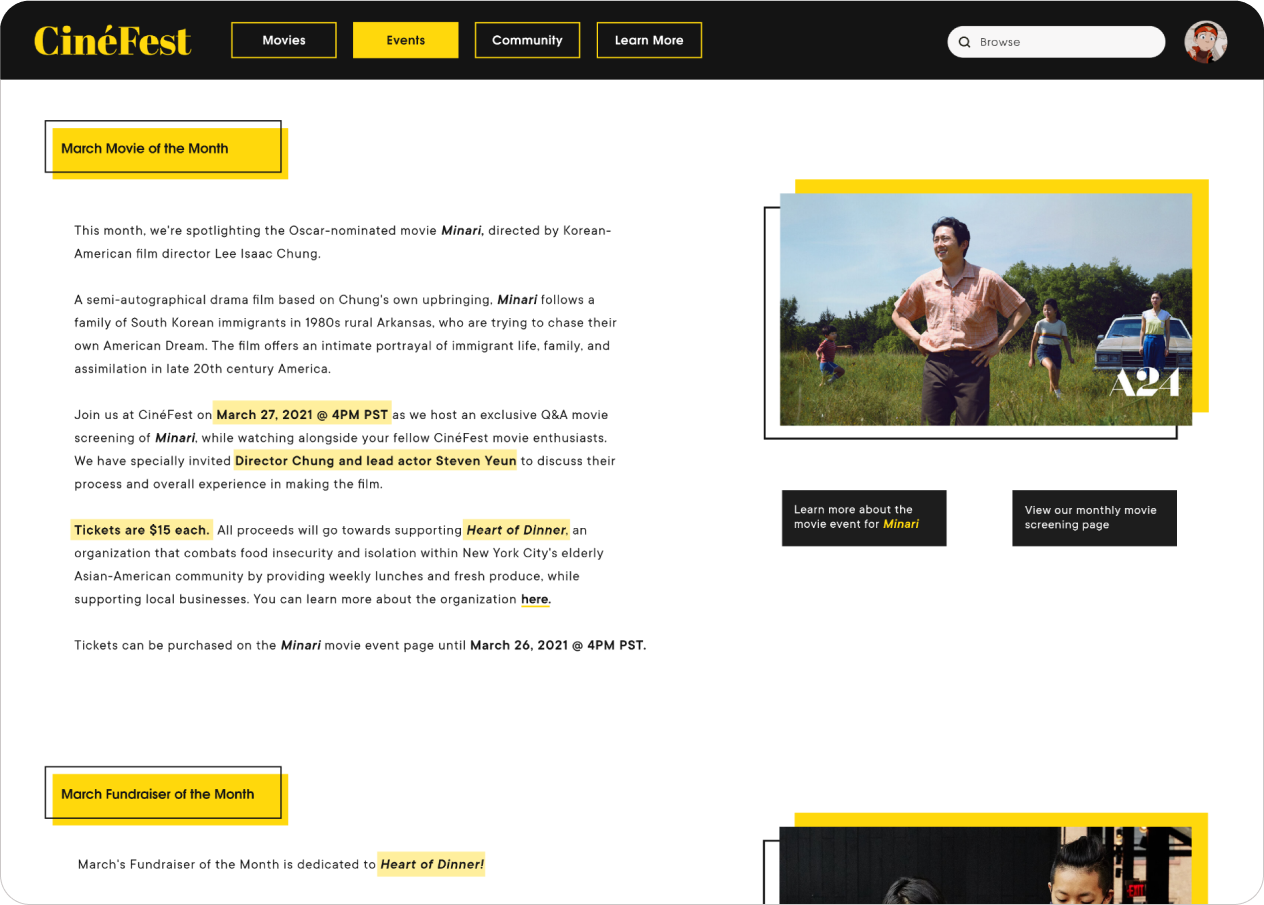 CinéFest
Movies
Events
Community
Learn More
Browse
March Movie of the Month
This month, we're spotlighting the Oscar-nominated movie Minari, directed by Korean-
American film director Lee Isaac Chung.
A semi-autographical drama film based on Chung's own upbringing, Minari follows a
family of South Korean immigrants in 1980s rural Arkansas, who are trying to chase their
own American Dream. The film offers an intimate portrayal of immigrant life, family, and
assimilation in late 20th century America.
Join us at CinéFest on March 27, 2021 @ 4PM PST as we host an exclusive Q&A movie
screening of Minari, while watching alongside your fellow CinéFest movie enthusiasts.
We have specially invited Director Chung and lead actor Steven Yeun to discuss their
process and overall experience in making the film.
Tickets are $15 each. All proceeds will go towards supporting Heart of Dinner, an
organization that combats food insecurity and isolation within New York City's elderly
Asian-American community by providing weekly lunches and fresh produce, while
supporting local businesses. You can learn more about the organization here.
Tickets can be purchased on the Minari movie event page until March 26, 2021 @ 4PM PST.
A24
Learn more about the
movie event for Minari
View our monthly movie
screening page
March Fundraiser of the Month
March's Fundraiser of the Month is dedicated to Heart of Dinner!
EXIT